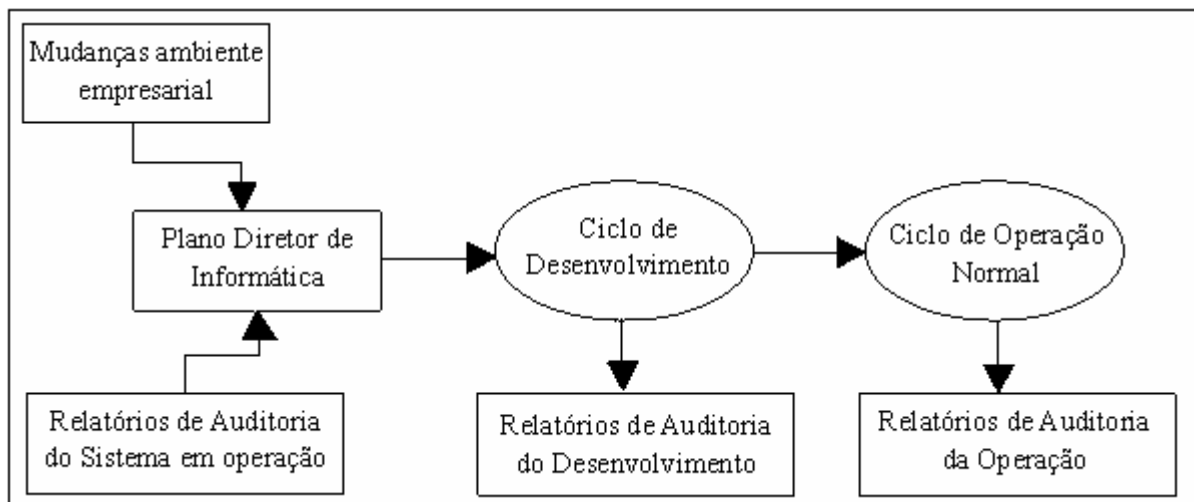 Mudanças ambiente
empresarial
Plano Diretor de
Informática
Ciclo de
Desenvolvimento
Ciclo de Operação
Normal
Relatórios de Auditoria
do Sistema em operação
Relatórios de Auditoria
do Desenvolvimento
Relatórios de Auditoria
da Operação